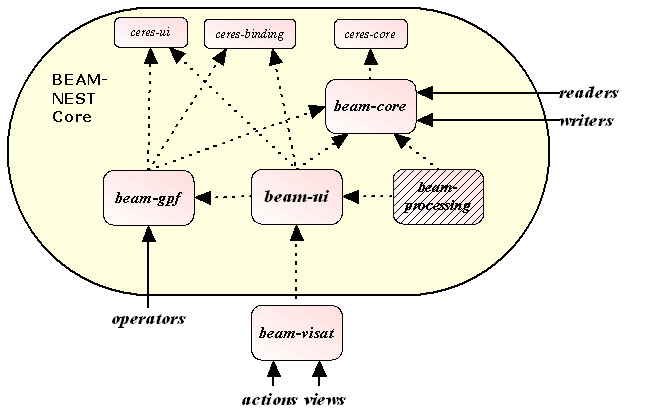 ceres-ui
ceres-binding
ceres-core
BEAM-
NEST
Core
beam-core
readers
writers
beam-gpf
beam-ui
beam-
processing
operators
beam-visat
actions views